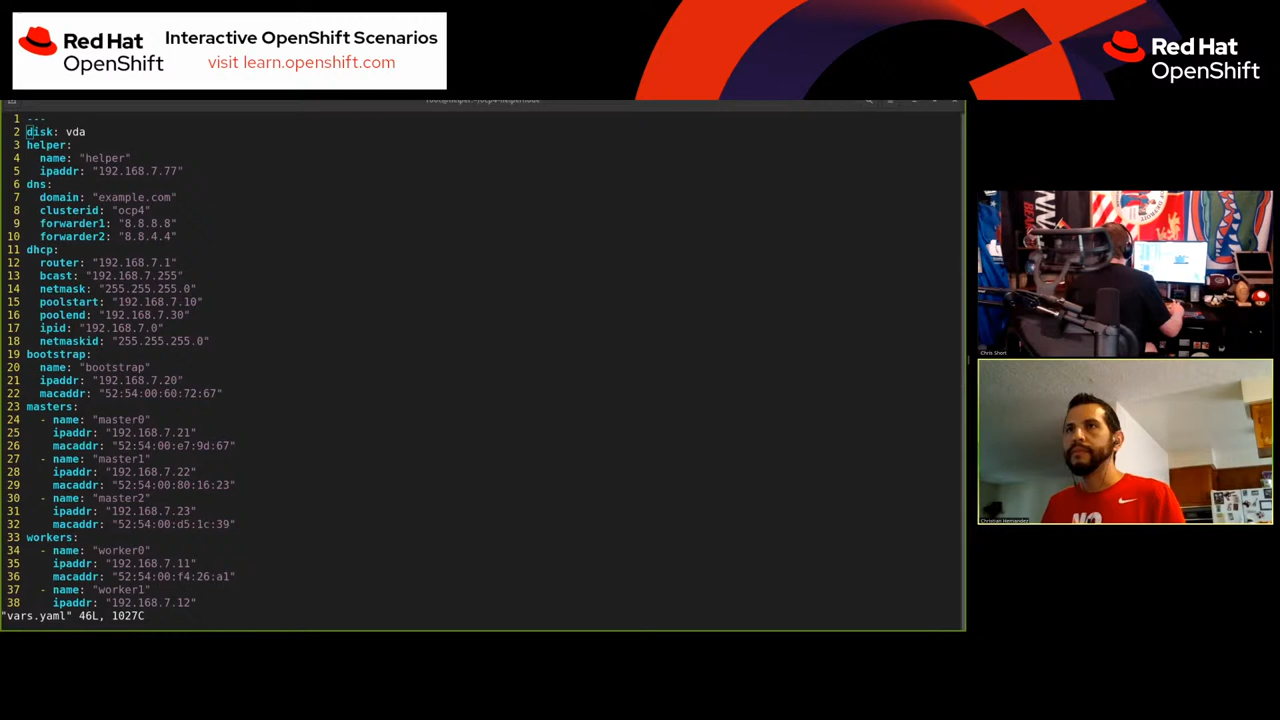 Red Hat
OpenShift
Interactive OpenShift Scenarios
visit learn.openshift.com
Red Hat
OpenShift
1 ---
2 disk: vda
3 helper:
4 name: "helper"
5 ipaddr: "192.168.7.77"
6 dns:
7 domain: "example.com"
8 clusterid: "ocp4"
9 forwarder1: "8.8.8.8"
10 forwarder2: "8.8.4.4"
11 dhcp:
12 router: "192.168.7.1"
13 bcast: "192.168.7.255"
14 netmask: "255.255.255.0"
15 poolstart: "192.168.7.10"
16 poolend: "192.168.7.30"
17 ipid: "192.168.7.0"
18 netmaskid: "255.255.255.0"
19 bootstrap:
20 name: "bootstrap"
21 ipaddr: "192.168.7.20"
22 macaddr: "52:54:00:60:72:67"
23 masters:
24 - name: "master0"
25 ipaddr: "192.168.7.21"
26 macaddr: "52:54:00:e7:9d:67"
27 - name: "master1"
28 ipaddr: "192.168.7.22"
29 macaddr: "52:54:00:80:16:23"
30 - name: "master2"
31 ipaddr: "192.168.7.23"
32 macaddr: "52:54:00:d5:1c:39"
33 workers:
34 - name: "worker0"
35 ipaddr: "192.168.7.11"
36 macaddr: "52:54:00:f4:26:a1"
37 - name: "worker1"
38 ipaddr: "192.168.7.12"
"vars.yaml" 46L, 1027C
Chris Short
Christian Hernandez